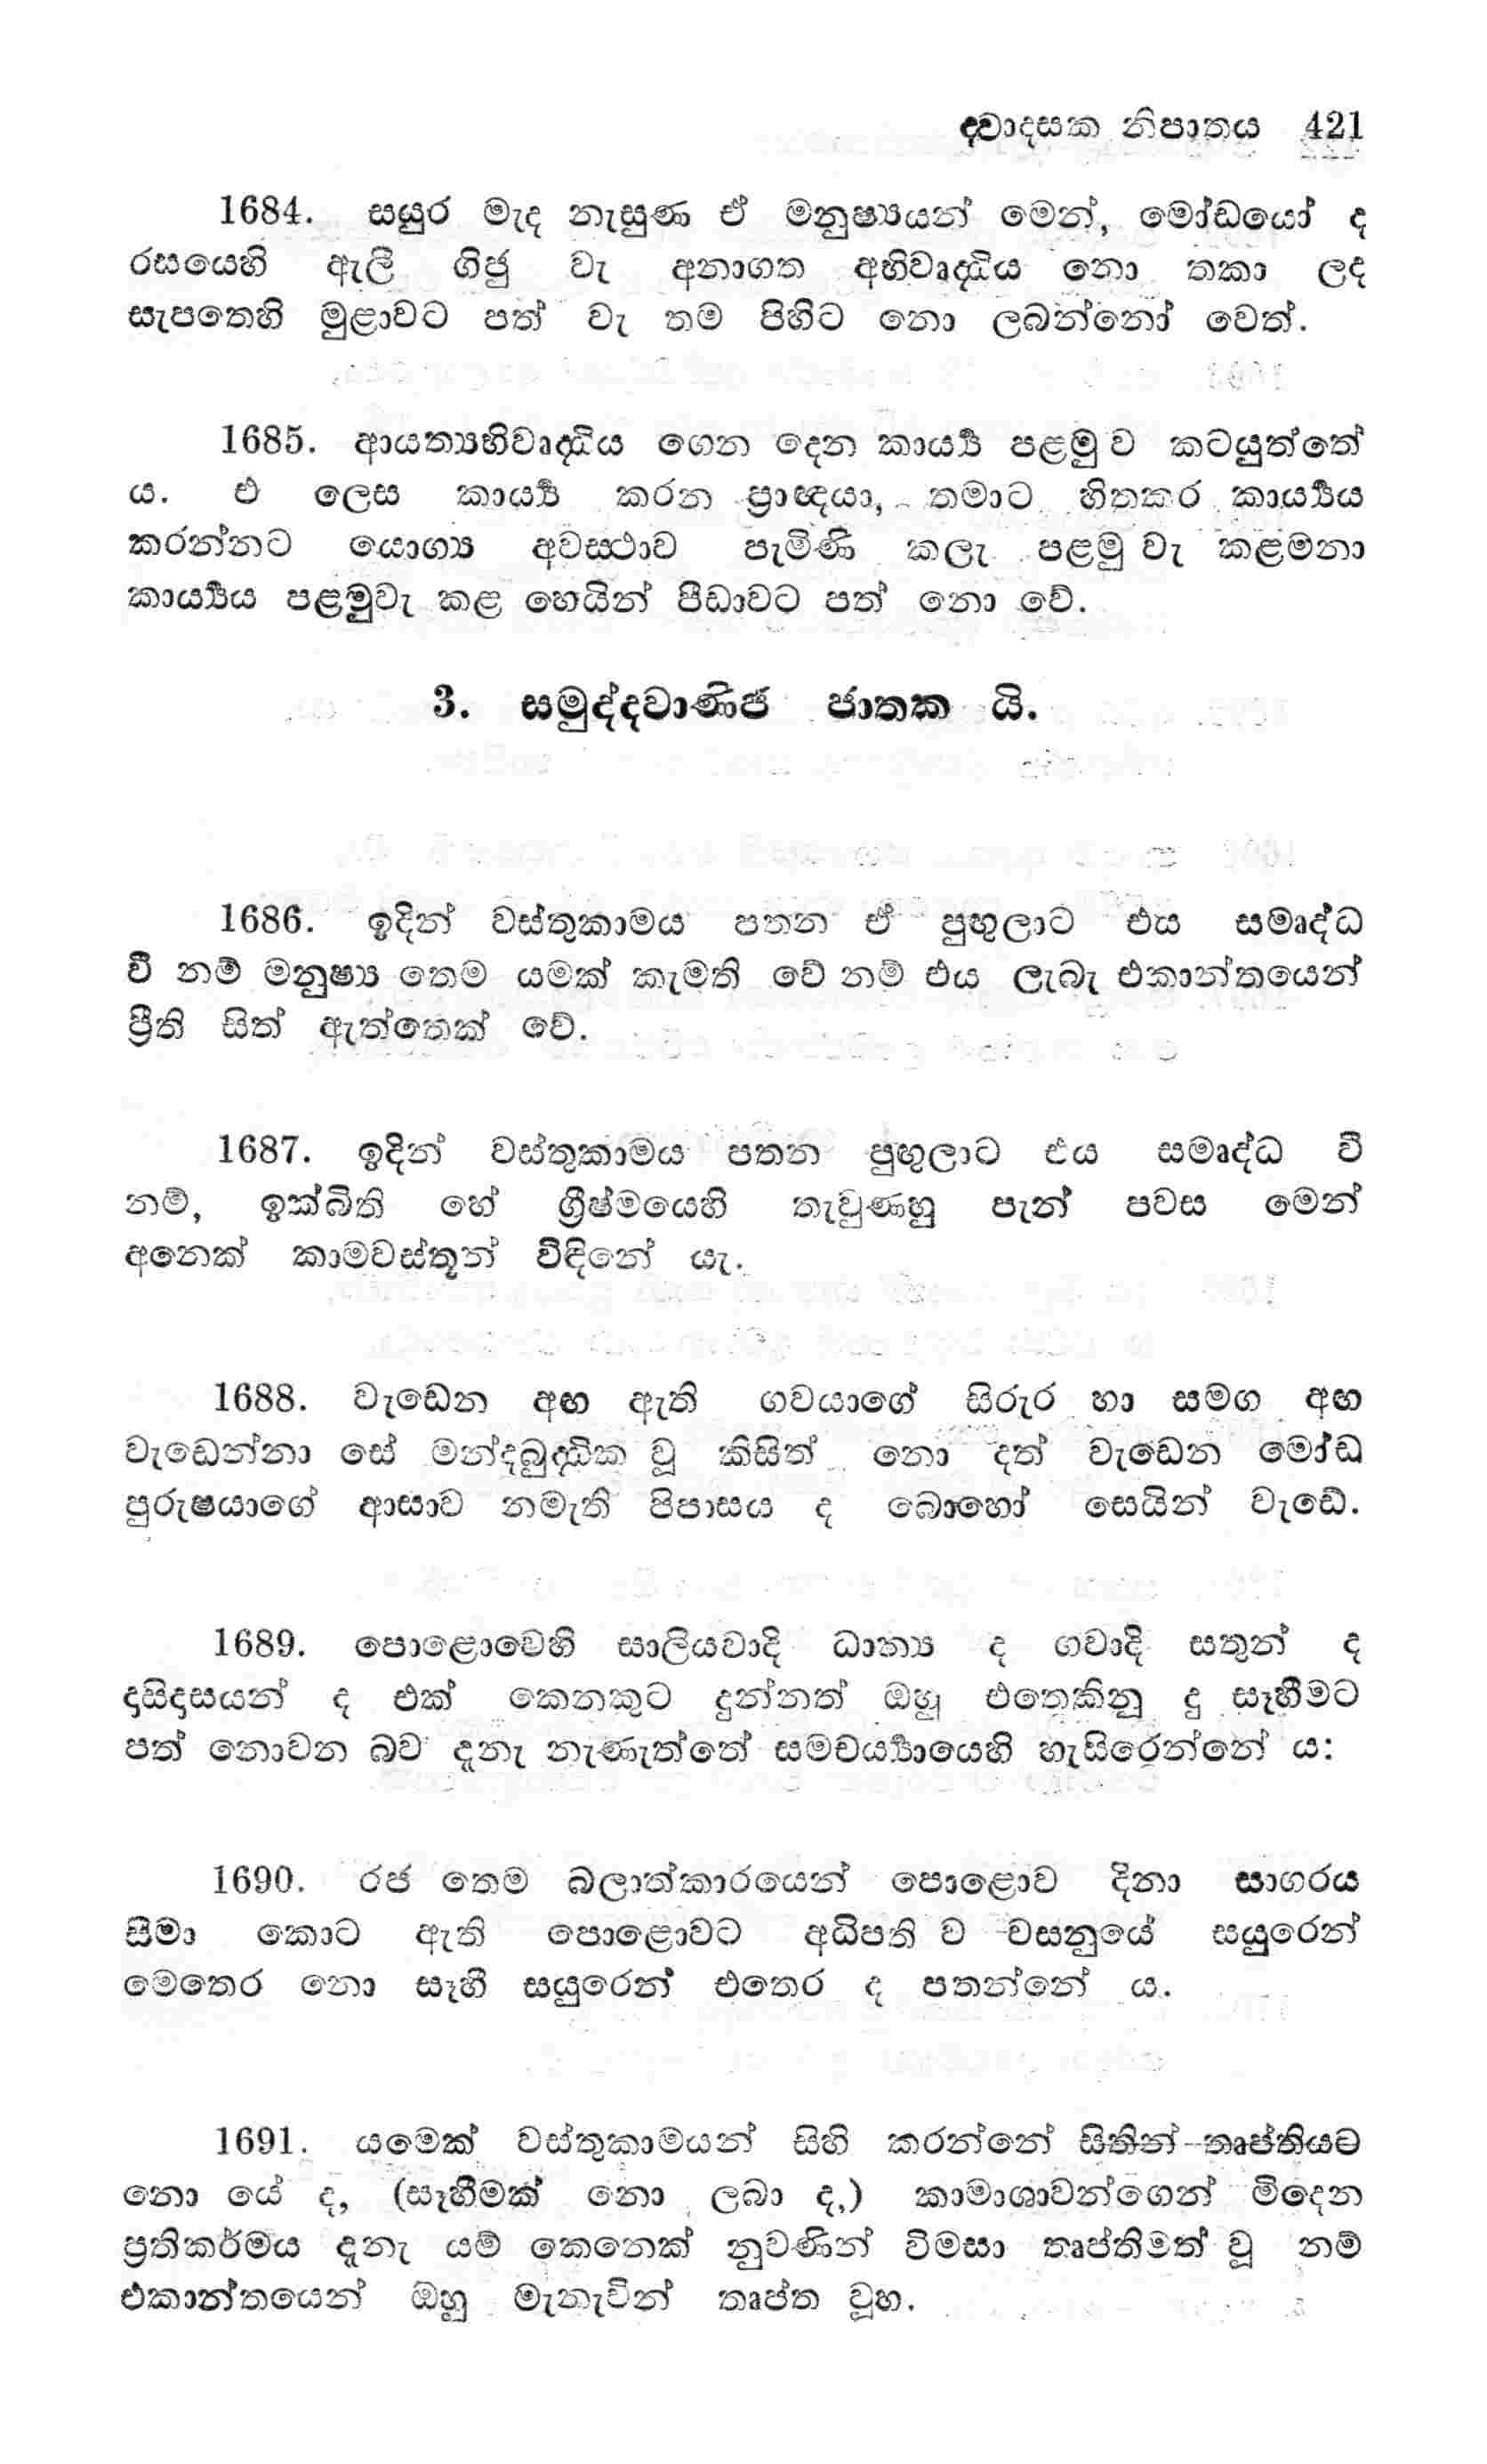 ද්වාදසක නිපාතය 421
1684. සයුර මැද නැසුණ ඒ මනුෂ්‍යයන් මෙන්, මෝඩයෝ ද
රසයෙහි ඇලී ගිජු වැ අනාගත අභිවෘද්ධිය නො තකා ලද
සැපතෙහි මුළාවට පත් වැ තම පිහිට නො ලබන්නෝ වෙත්.
1685. ආයත්‍යභිවෘද්ධිය ගෙන දෙන කාර්‍ය්‍ය පළමු ව කටයුත්තේ
ය. එ ලෙස කාර්‍ය්‍ය කරන ප්‍රාඥයා, තමාට හිතකර කාර්‍ය්‍යය
කරන්නට යොග්‍ය අවස්ථාව පැමිණි කලැ පළමු වැ කළමනා
කාර්‍ය්‍යය පළමුවැ කළ හෙයින් පීඩාවට පත් නො වේ.
3. සමුද්දවාණිජ ජාතක යි.
1686. ඉදින් වස්තුකාමය පතන ඒ පුඟුලාට එය සමෘද්ධ
වී නම් මනුෂ්‍ය තෙම යමක් කැමති වේ නම් එය ලැබැ එකාන්තයෙන්
ප්‍රීති සිත් ඇත්තෙක් වේ.
1687. ඉදින් වස්තුකාමය පතන පුඟුලාට එය සමෘද්ධ වී
නම්, ඉක්බිති හේ ග්‍රීෂ්මයෙහි තැවුණහු පැන් පවස මෙන්
අනෙක් කාමවස්තූන් විඳිනේ යැ.
1688. වැඩෙන අඟ ඇති ගවයාගේ සිරුර හා සමග අඟ
වැඩෙන්නා සේ මන්දබුද්ධික වූ කිසිත් නො දත් වැඩෙන මෝඩ
පුරුෂයාගේ ආසාව නමැති පිපාසය ද බොහෝ සෙයින් වැඩේ.
1689. පොළොවෙහි සාලියවාදි ධාන්‍ය ද ගවාදි සතුන් ද
දාසිදාසයන් ද එක් කෙනකුට දුන්නත් ඔහු එතෙකිනු දු සෑහීමට
පත් නොවන බව දැනැ නැණැත්තේ සමචර්‍ය්‍යායෙහි හැසිරෙන්නේ ය:
1690. රජ තෙම බලාත්කාරයෙන් පොළොව දිනා සාගරය
සීමා කොට ඇති පොළොවට අධිපති ව වසනුයේ සයුරෙන්
මෙතෙර නො සෑහී සයුරෙන් එතෙර ද පතන්නේ ය.
1691. යමෙක් වස්තුකාමයන් සිහි කරන්නේ සිතින් තෘප්තියට
නො යේ ද, (සෑහීමක් නො ලබා ද,) කාමාශාවන්ගෙන් මිදෙන
ප්‍රතිකර්මය දැනැ යම් කෙනෙක් නුවණින් විමසා තෘප්තිමත් වූ නම්
එකාන්තයෙන් ඔහු මැනැවින් තෘප්ත වූහ.